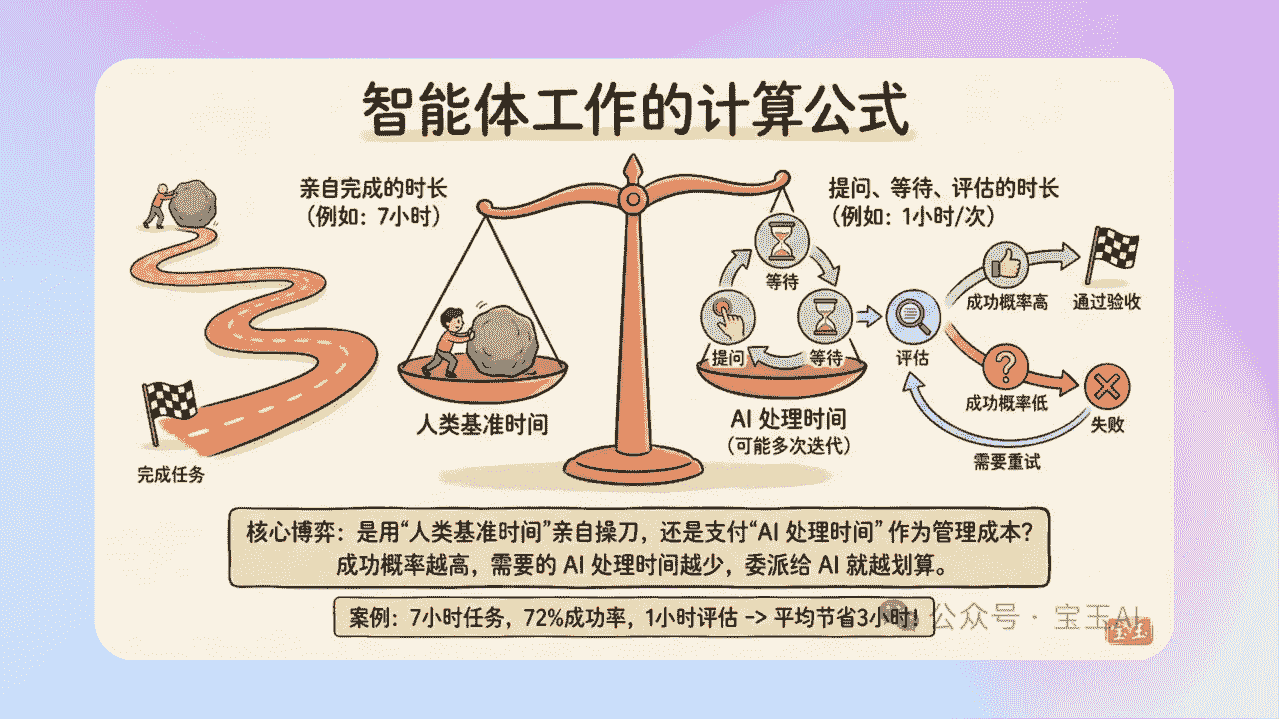 智能体工作的计算公式
亲自完成的时长
（例如：7小时）
提问、等待、评估的时长
（例如：1小时/次）
等待
提问
等待
评估
成功概率高
通过验收
成功概率低
失败
需要重试
完成任务
人类基准时间
AI 处理时间
（可能多次迭代）
核心博弈：是用“人类基准时间”亲自操刀，还是支付“AI 处理时间” 作为管理成本？
成功概率越高，需要的 AI 处理时间越少，委派给 AI 就越划算。
案例：7小时任务，72%成功率，1小时评估 -> 平均节省3小时！
公众号 · 宝玉AI
宝玉